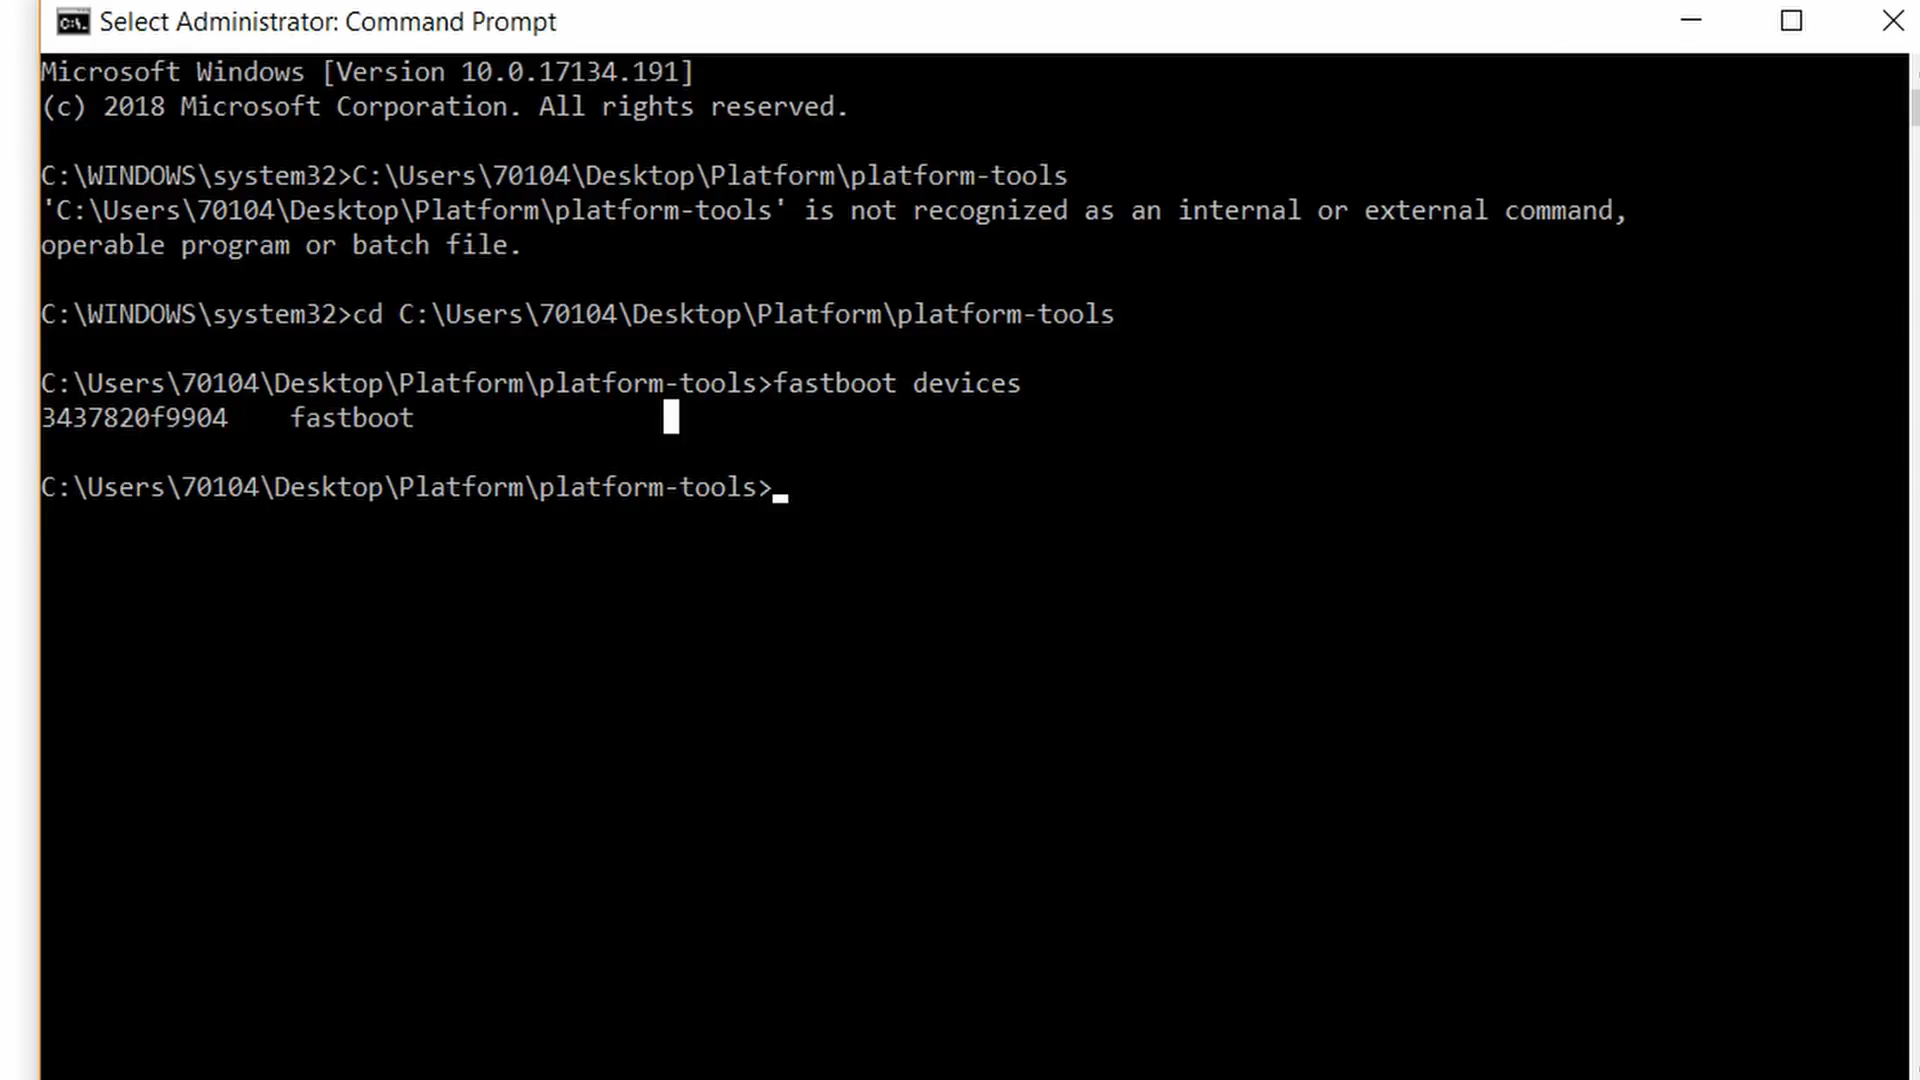 Select Administrator: Command Prompt
Microsoft Windows [Version 10.0.17134.191]
(c) 2018 Microsoft Corporation. All rights reserved.
C:\WINDOWS\system32>C:\Users\70104\Desktop\Platform\platform-tools
'C:\Users\70104\Desktop\Platform\platform-tools' is not recognized as an internal or external command,
operable program or batch file.
C:\WINDOWS\system32>cd C:\Users\70104\Desktop\Platform\platform-tools
C:\Users\70104\Desktop\Platform\platform-tools>fastboot devices
3437820f9904    fastboot
C:\Users\70104\Desktop\Platform\platform-tools>